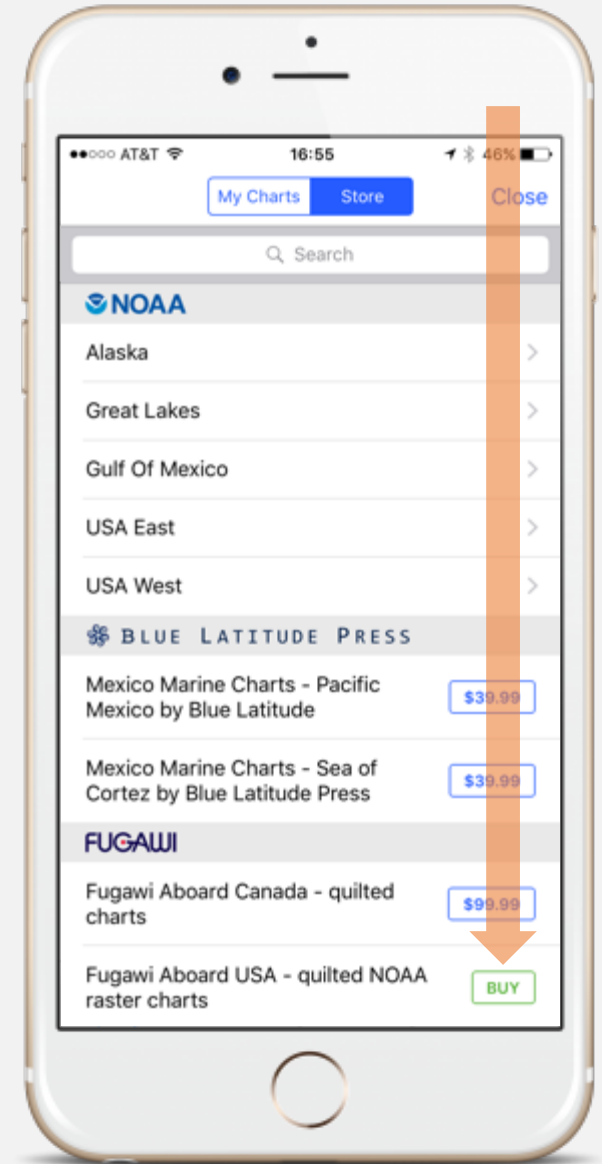 AT&T 16:55 46%
My Charts Store Close
Search
NOAA
Alaska
Great Lakes
Gulf Of Mexico
USA East
USA West
BLUE LATITUDE PRESS
Mexico Marine Charts - Pacific
Mexico by Blue Latitude
$39.99
Mexico Marine Charts - Sea of
Cortez by Blue Latitude Press
$39.99
FUGAWI
Fugawi Aboard Canada - quilted
charts
$99.99
Fugawi Aboard USA - quilted NOAA
raster charts
BUY